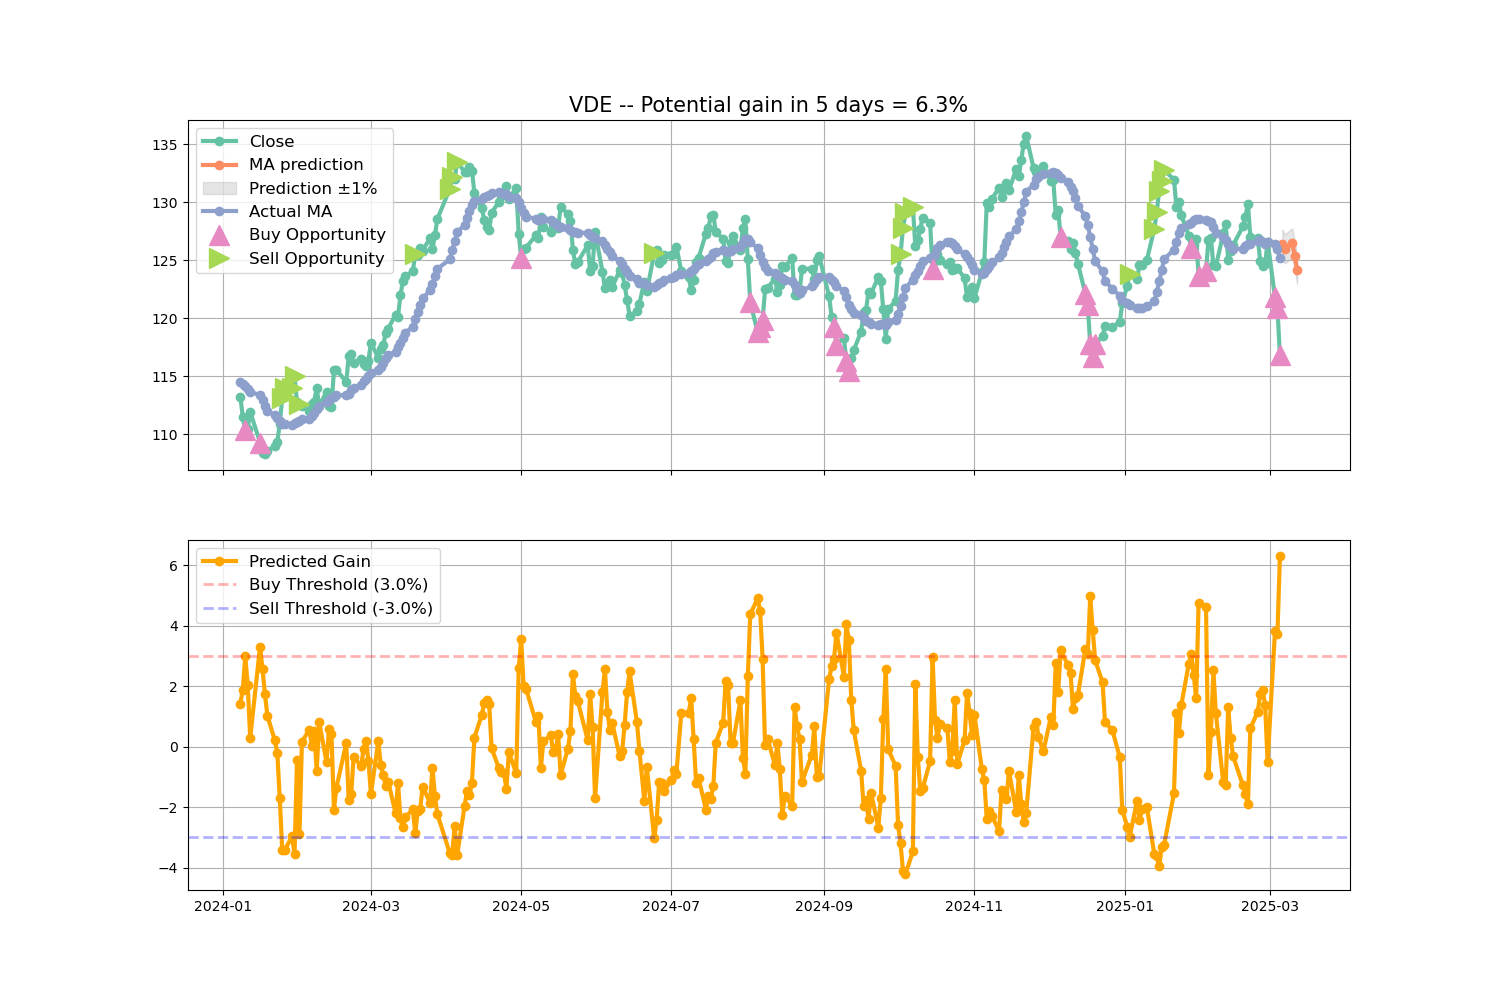 VDE -- Potential gain in 5 days = 6.3%
Close
MA prediction
Prediction ±1%
Actual MA
Buy Opportunity
Sell Opportunity
135
130
125
120
115
110
Predicted Gain
Buy Threshold (3.0%)
Sell Threshold (-3.0%)
6
4
2
0
−2
−4
2024-01 2024-03 2024-05 2024-07 2024-09 2024-11 2025-01 2025-03